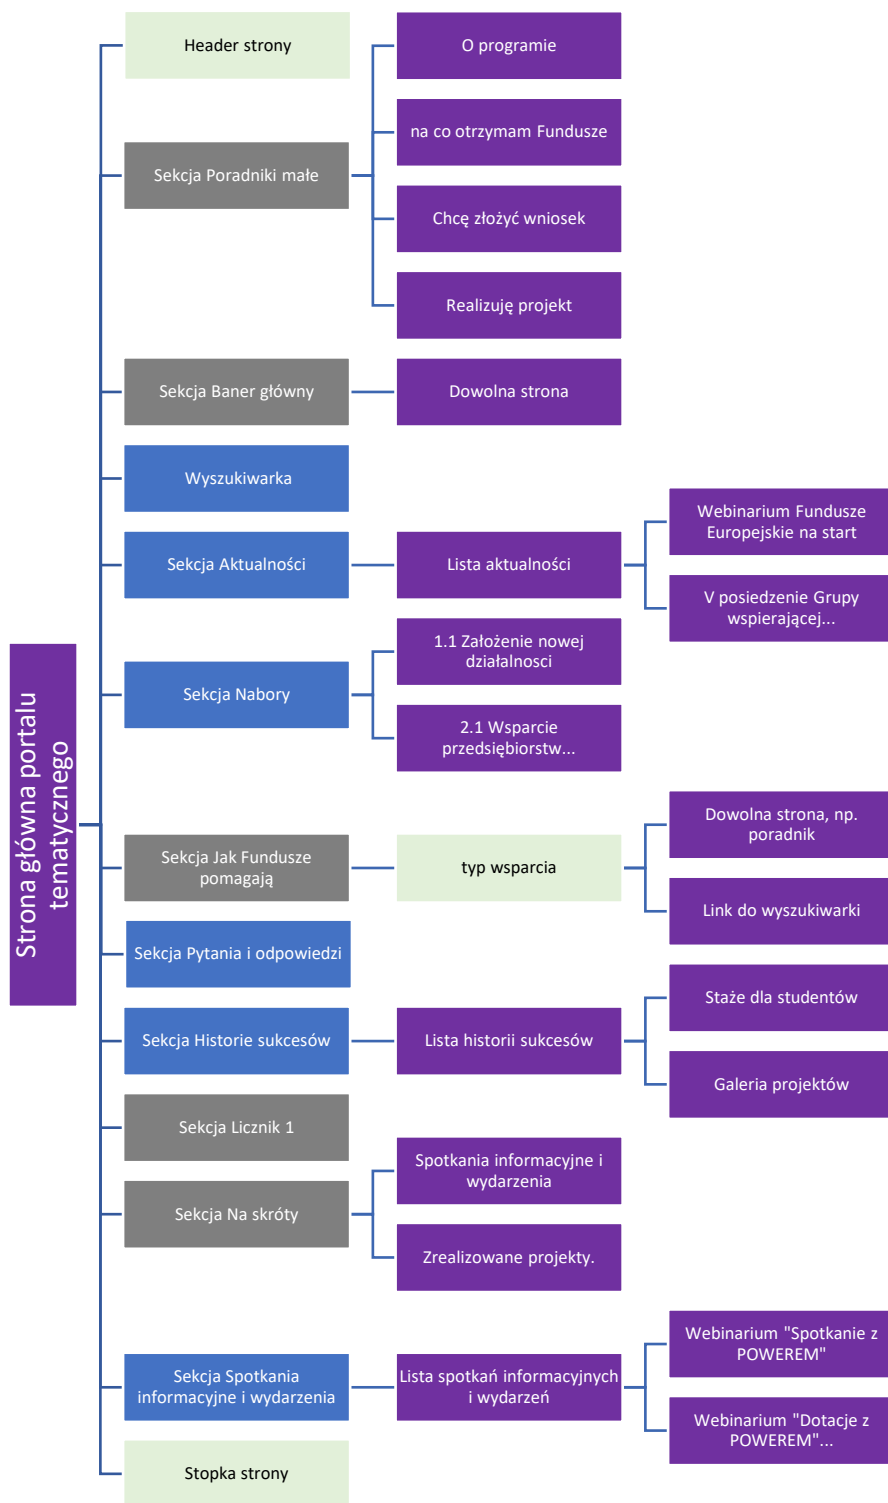 Strona główna portalu
tematycznego
Header strony
Sekcja Poradniki małe
O programie
na co otrzymam Fundusze
Chcę złożyć wniosek
Realizuję projekt
Sekcja Baner główny
Dowolna strona
Wyszukiwarka
Sekcja Aktualności
Lista aktualności
Webinarium Fundusze
Europejskie na start
V posiedzenie Grupy
wspierającej...
Sekcja Nabory
1.1 Założenie nowej
działalnosci
2.1 Wsparcie
przedsiębiorstw...
Sekcja Jak Fundusze
pomagają
typ wsparcia
Dowolna strona, np.
poradnik
Link do wyszukiwarki
Sekcja Pytania i odpowiedzi
Sekcja Historie sukcesów
Lista historii sukcesów
Staże dla studentów
Galeria projektów
Sekcja Licznik 1
Sekcja Na skróty
Spotkania informacyjne i
wydarzenia
Zrealizowane projekty.
Sekcja Spotkania
informacyjne i wydarzenia
Lista spotkań informacyjnych
i wydarzeń
Webinarium "Spotkanie z
POWEREM"
Webinarium "Dotacje z
POWEREM"...
Stopka strony